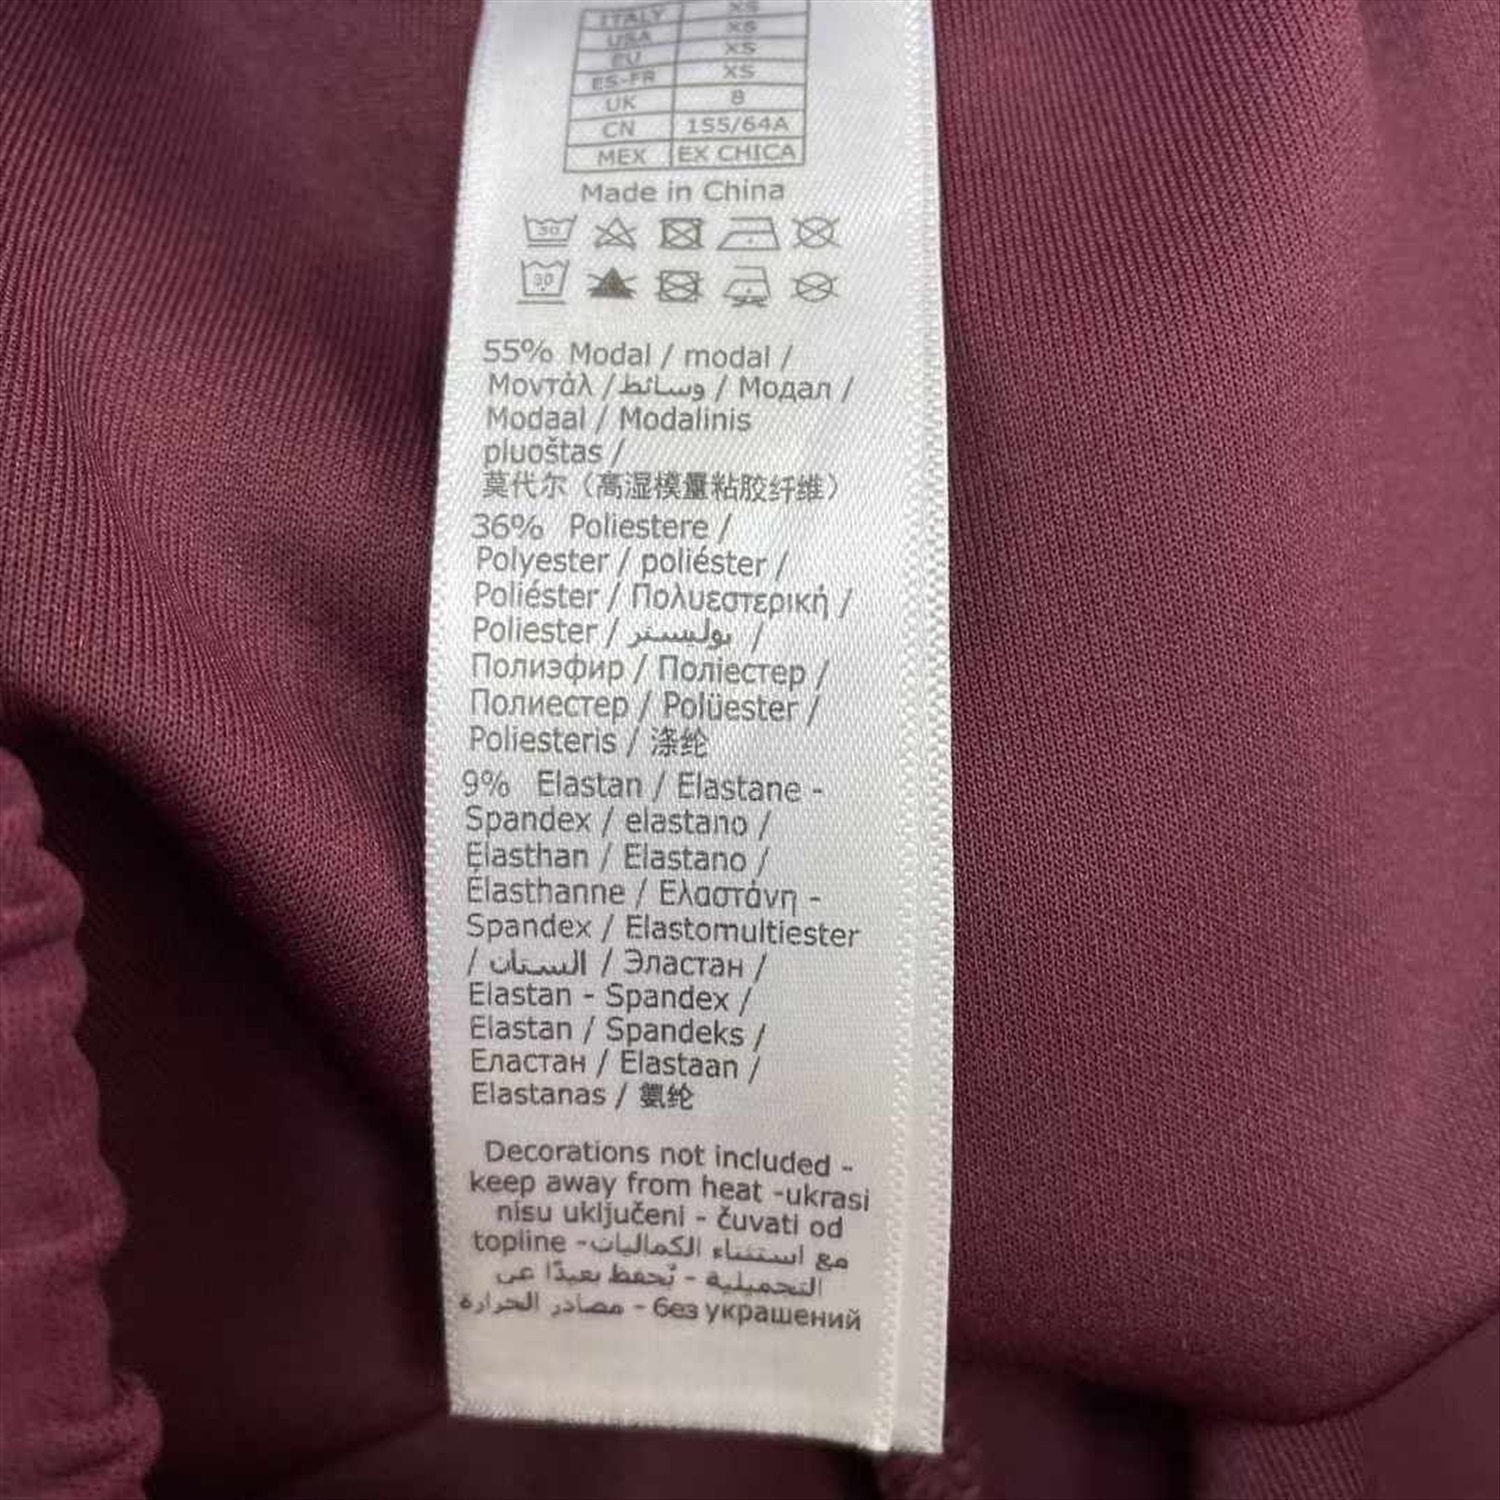 ITALY XS
USA XS
EU XS
ES-FR XS
UK 8
CN 155/64A
MEX EX CHICA
Made in China
30
30
55% Modal / modal /
Μοντάλ / وسائط / Модал /
Modaal / Modalinis
pluoštas /
莫代尔（高湿模量粘胶纤维）
36% Poliestere /
Polyester / poliéster /
Poliéster / Πολυεστερική /
Poliester / بوليستر /
Полиэфир / Поліестер /
Полиестер / Polüester /
Poliesteris / 涤纶
9% Elastan / Elastane -
Spandex / elastano /
Elasthan / Elastano /
Élasthanne / Ελαστάνη -
Spandex / Elastomultiester
/ الستان / Эластан /
Elastan - Spandex /
Elastan / Spandeks /
Еластан / Elastaan /
Elastanas / 氨纶
Decorations not included -
keep away from heat -ukrasi
nisu uključeni - čuvati od
topline -مع استثناء الكماليات
التجميلية - يُحفظ بعيدًا عن
مصادر الحرارة - без украшений